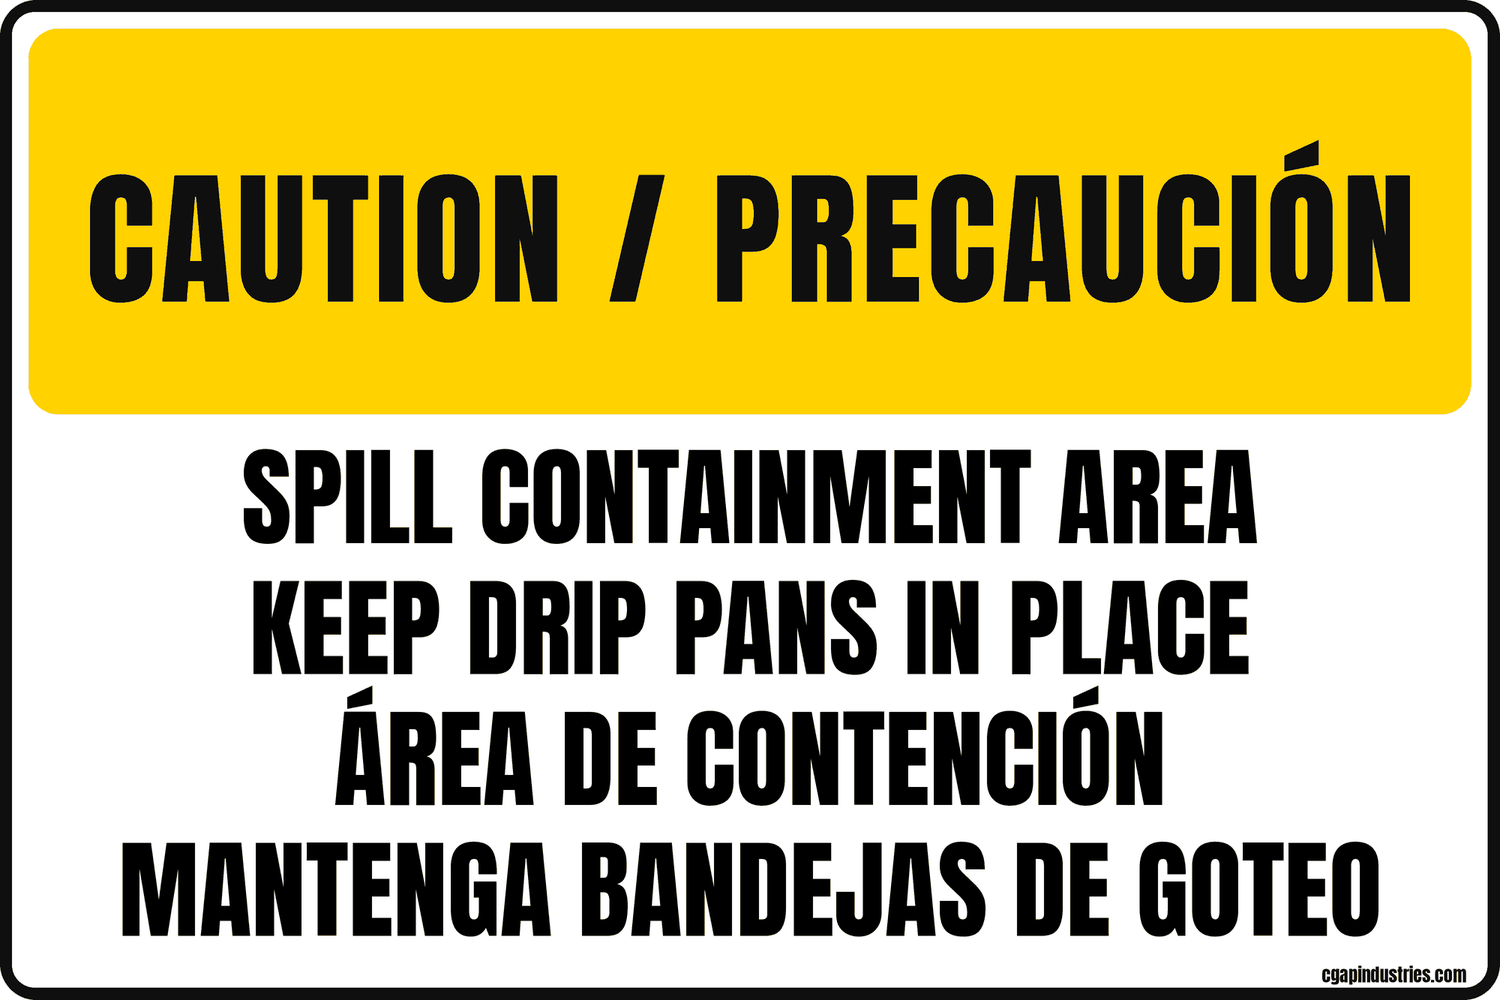 CAUTION / PRECAUCIÓN
SPILL CONTAINMENT AREA
KEEP DRIP PANS IN PLACE
ÁREA DE CONTENCIÓN
MANTENGA BANDEJAS DE GOTEO
cgapindustries.com